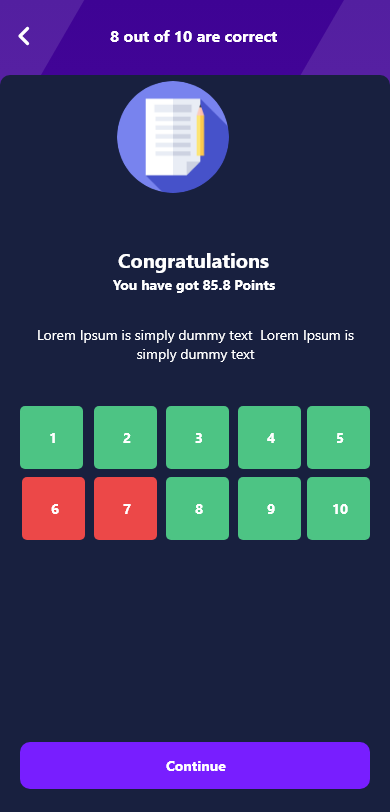 8 out of 10 are correct
Congratulations
You have got 85.8 Points
Lorem Ipsum is simply dummy text  Lorem Ipsum is
simply dummy text
1 2 3 4 5
6 7 8 9 10
Continue